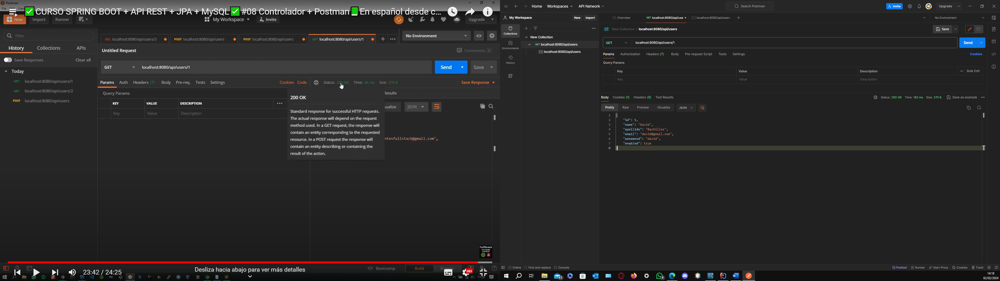 Postman
File Edit View
CURSO SPRING BOOT + API REST + JPA + MySQL ✅ #08 Controlador + Postman 📗 En español desde c...
New
Import
Runner
My Workspace
Invite
Upgrade
Filter
History
Collections
APIs
Save Responses
Clear all
Today
GET localhost:8080/api/users/1
GET localhost:8080/api/users/2
POST localhost:8080/api/users
DEL localhost:8080/api/users/3
POST localhost:8080/api/users
POST localhost:8080/api/users
GET localhost:8080/api/users/1
No Environment
Untitled Request
Comments 0
GET
localhost:8080/api/users/1
Send
Save
Params Auth Headers (7) Body Pre-req. Tests Settings
Cookies Code
Status: 200 OK Time: 46 ms Size: 270 B
Save Response
Query Params
KEY VALUE DESCRIPTION
Key Value Description
Results
sualize
JSON
ntesfullstack@gmail.com",
200 OK
Standard response for successful HTTP requests.
The actual response will depend on the request
method used. In a GET request, the response will
contain an entity corresponding to the requested
resource. In a POST request the response will
contain an entity describing or containing the
result of the action.
FullStack
Fernando
Fuentes
Bootcamp
Build
Browse
23:42 / 24:25
Desliza hacia abajo para ver más detalles
HD
17:29
Home Workspaces API Network
Search Postman
Invite
Upgrade
My Workspace
New Import
Overview
GET localhost:8080/api/use
localhost:8080/api/users
No Environment
Collections
Environments
History
New Collection
GET localhost:8080/api/users
localhost:8080/api/users
New Collection / localhost:8080/api/users
Save
GET
localhost:8080/api/users/1
Send
Params Authorization Headers (7) Body Pre-request Script Tests Settings
Cookies
Query Params
Key Value Description
Bulk Edit
Key Value Description
Body Cookies (1) Headers (5) Test Results
Status: 200 OK Time: 182 ms Size: 270 B
Save as example
Pretty Raw Preview Visualize JSON
1 {
2 "id": 1,
3 "name": "David",
4 "apellido": "Bachiller",
5 "email": "david@gmail.com",
6 "password": "david",
7 "enabled": true
8 }
Online Find and replace Console
Postbot Runner Start Proxy Cookies Trash
63
4
14:18
02/02/2024